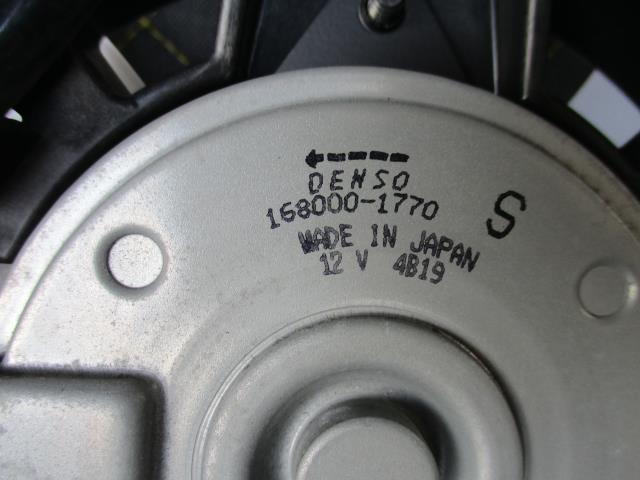 DENSO
168000-1770
S
MADE IN JAPAN
12 V 4B19